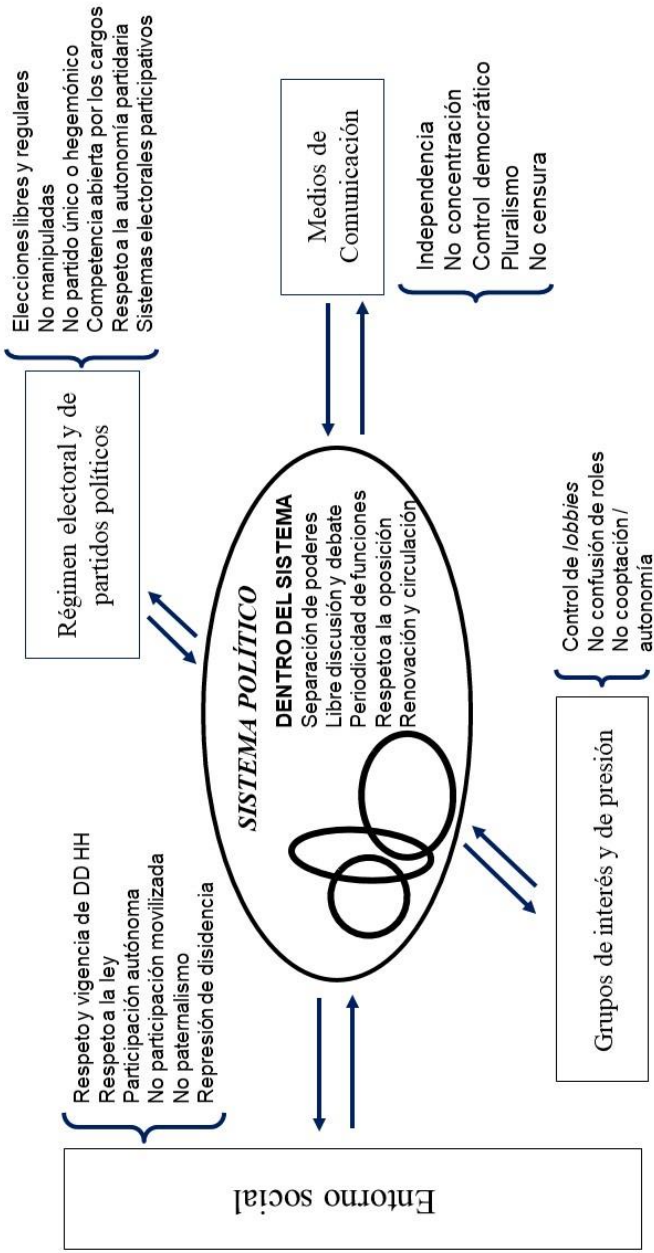 Respeto y vigencia de DD HH
Respeto a la ley
Participación autónoma
No participación movilizada
No paternalismo
Represión de disidencia
Entorno social
Régimen electoral y de
partidos políticos
Elecciones libres y regulares
No manipuladas
No partido único o hegemónico
Competencia abierta por los cargos
Respeto a la autonomía partidaria
Sistemas electorales participativos
SISTEMA POLÍTICO
DENTRO DEL SISTEMA
Separación de poderes
Libre discusión y debate
Periodicidad de funciones
Respeto a la oposición
Renovación y circulación
Medios de
Comunicación
Independencia
No concentración
Control democrático
Pluralismo
No censura
Grupos de interés y de presión
Control de lobbies
No confusión de roles
No cooptación /
autonomía